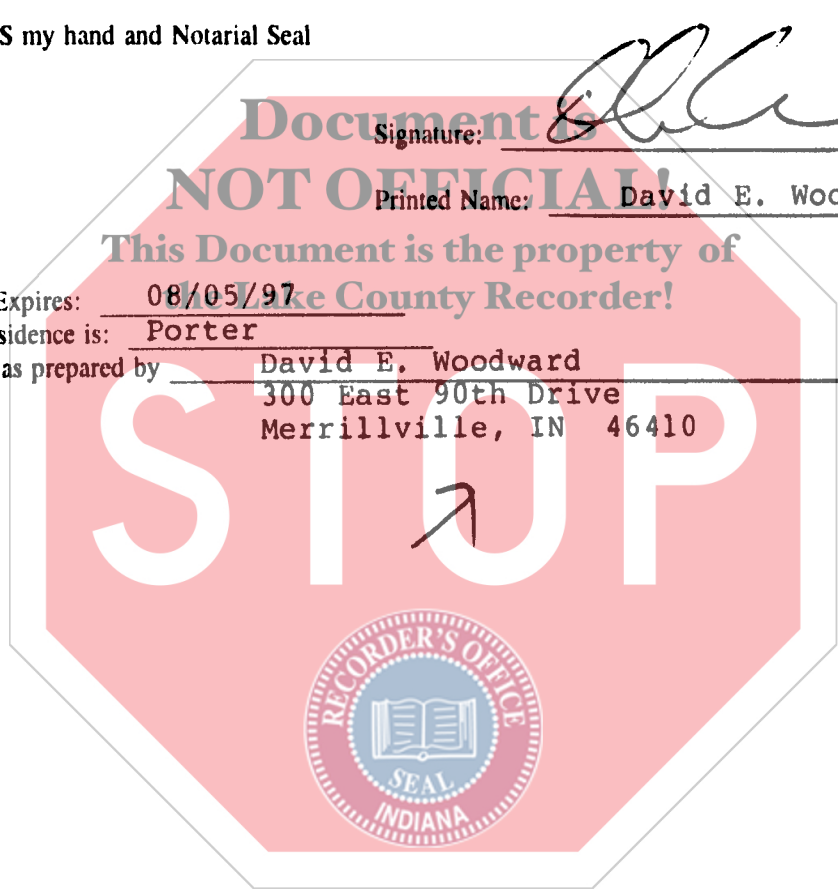 S my hand and Notarial Seal
Document is
Signature:
NOT OFFICIAL!
Printed Name: David E. Woo
This Document is the property of
the Lake County Recorder!
Expires: 08/05/97
sidence is: Porter
as prepared by David E. Woodward
300 East 90th Drive
Merrillville, IN 46410
STOP
RECORDER'S OFFICE
SEAL
INDIANA